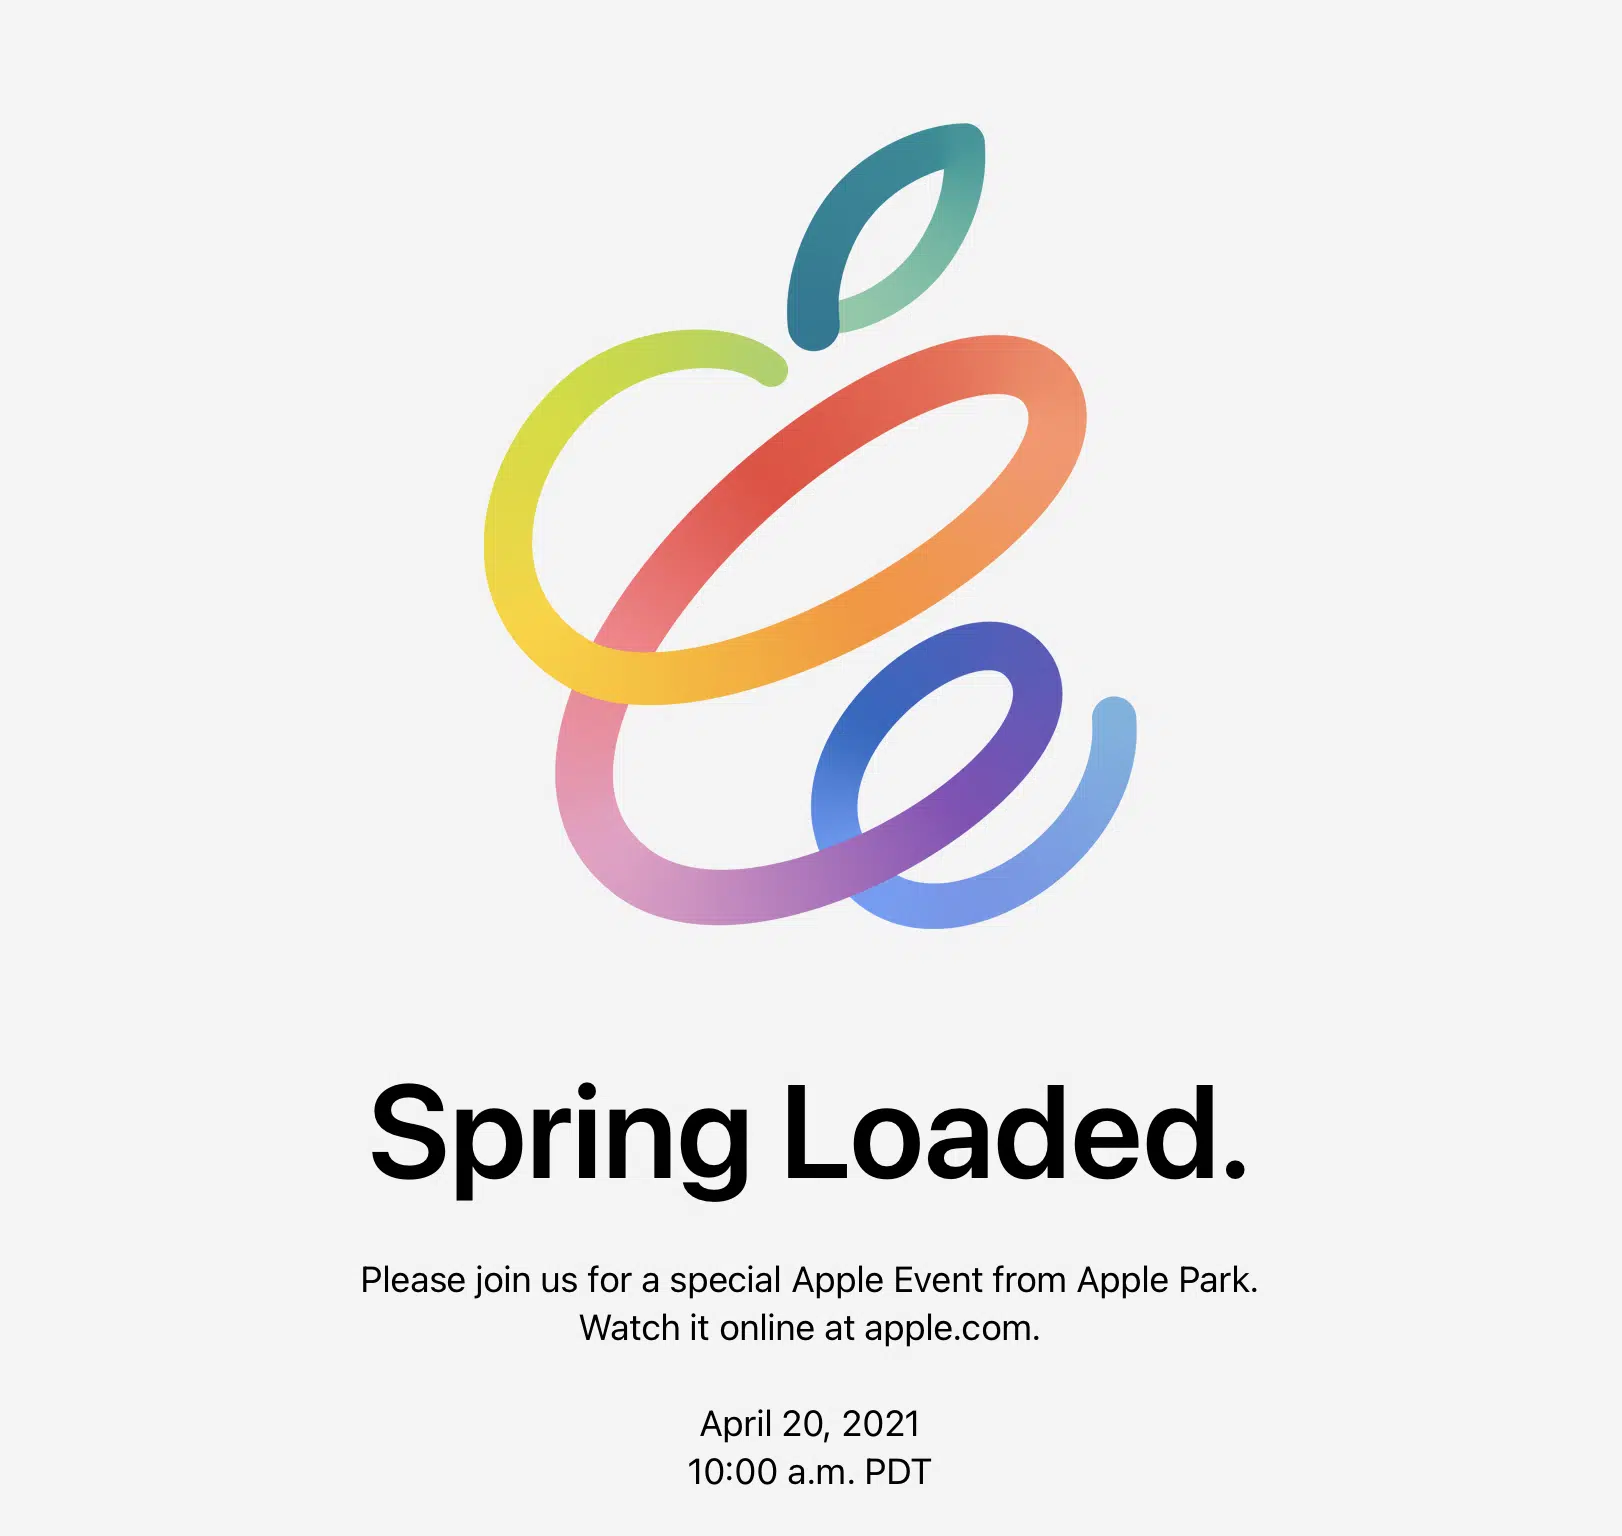 Spring Loaded.
Please join us for a special Apple Event from Apple Park.
Watch it online at apple.com.
April 20, 2021
10:00 a.m. PDT